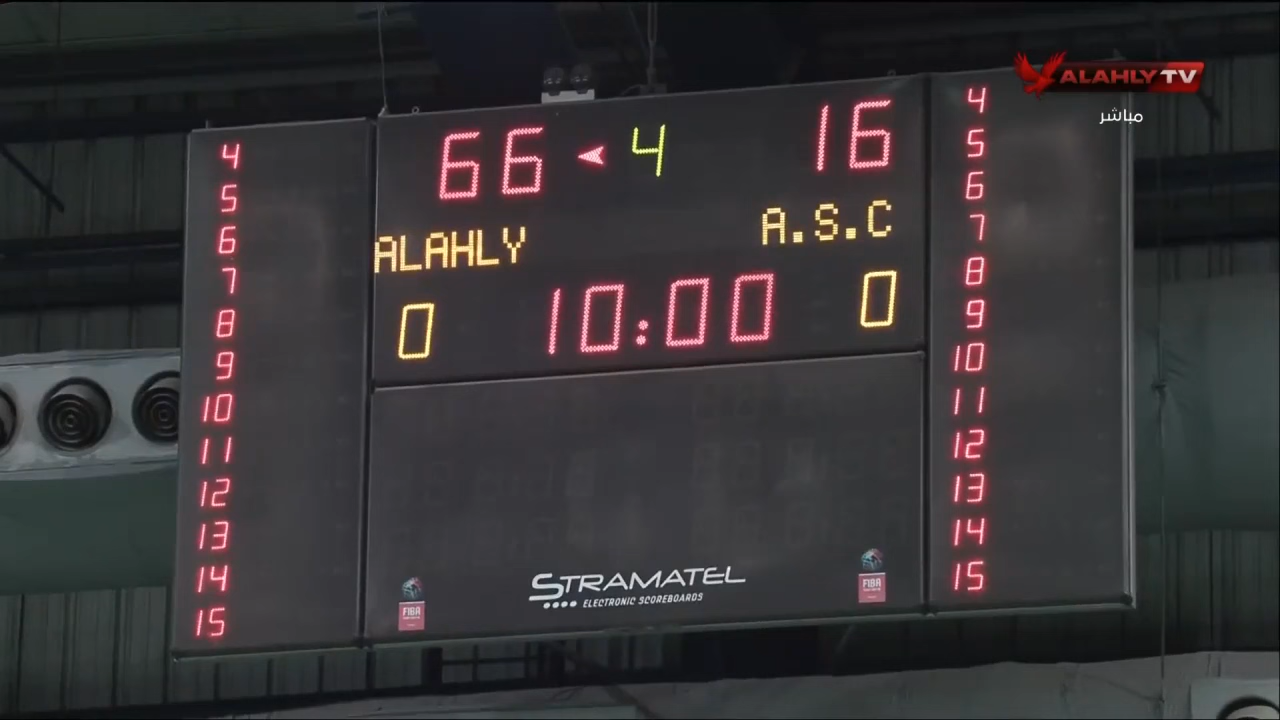 ALAHLY TV
مباشر
66 4 16
ALAHLY A.S.C
0 10:00 0
4
5
6
7
8
9
10
11
12
13
14
15
4
5
6
7
8
9
10
11
12
13
14
15
STRAMATEL
ELECTRONIC SCOREBOARDS
FIBA
FIBA